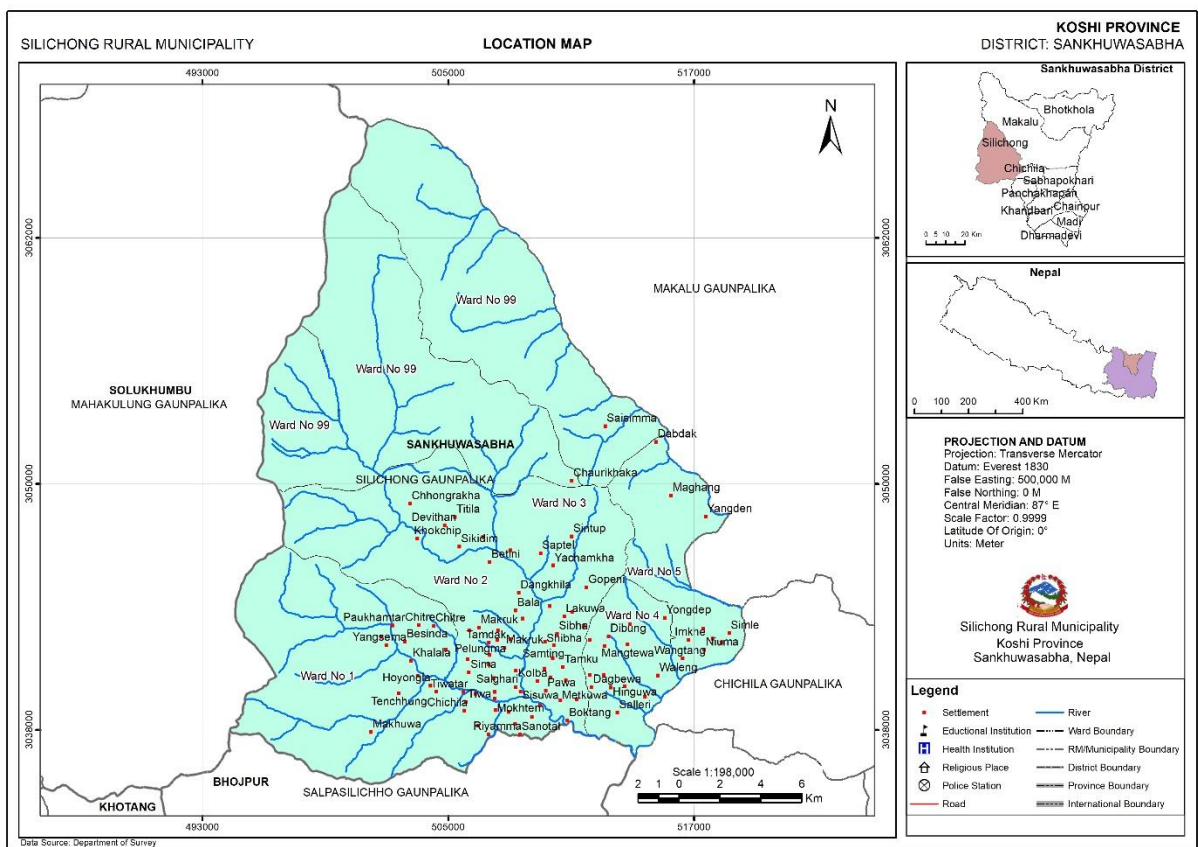 SILICHONG RURAL MUNICIPALITY
LOCATION MAP
KOSHI PROVINCE
DISTRICT: SANKHUWASABHA
493000
505000
517000
N
3062000
3062000
MAKALU GAUNPALIKA
Ward No 99
Ward No 99
SOLUKHUMBU
MAHAKULUNG GAUNPALIKA
Ward No 99
SANKHUWASABHA
Saisimma
Dabdak
Chaurikhaka
3050000
3050000
SILICHONG GAUNPALIKA
Maghang
Chhongrakha
Ward No 3
Titila
Yangden
Devithan
Khokchip
Sikidim
Sintup
Saptel
Betini
Yachamkha
Ward No 5
Ward No 2
Dangkhila
Gopeni
Bala
Lakuwa
Ward No 4
Yongdep
Paukhamtar
Chitre
Chitre
Makruk
Sibha
Dibung
Simle
Yangsema
Besinda
Tamdak
Makruk
Shibha
Imkhe
Num̀a
Pelungma
Mangtewa
Wangtang
Khalala
Sima
Samting
Tamku
Waleng
Ward No 1
Hoyongla
Salghari
Kolba
Pawa
Dagbewa
Tiwatar
Tiwa
Sisuwa
Metkuwa
Hinguwa
CHICHILA GAUNPALIKA
Tenchhung
Chichila
Mokhtem
Boktang
Salleri
Makhuwa
Riyamma
Sanotar
3038000
3038000
Scale 1:198,000
2 1 0 2 4 6
Km
BHOJPUR
SALPASILICHHO GAUNPALIKA
KHOTANG
493000
505000
517000
Data Source: Department of Survey
Sankhuwasabha District
Bhotkhola
Makalu
Silichong
Chichila
Sabhapokhari
Panchakhapan
Chainpur
Khandbari
Madi
Dharmadevi
0 5 10 20 Km
Nepal
0 100 200 400 Km
PROJECTION AND DATUM
Projection: Transverse Mercator
Datum: Everest 1830
False Easting: 500,000 M
False Northing: 0 M
Central Meridian: 87° E
Scale Factor: 0.9999
Latitude Of Origin: 0°
Units: Meter
Silichong Rural Municipality
Koshi Province
Sankhuwasabha, Nepal
Legend
Settlement
Eductional Institution
Health Institution
Religious Place
Police Station
Road
River
Ward Boundary
RM/Municipality Boundary
District Boundary
Province Boundary
International Boundary